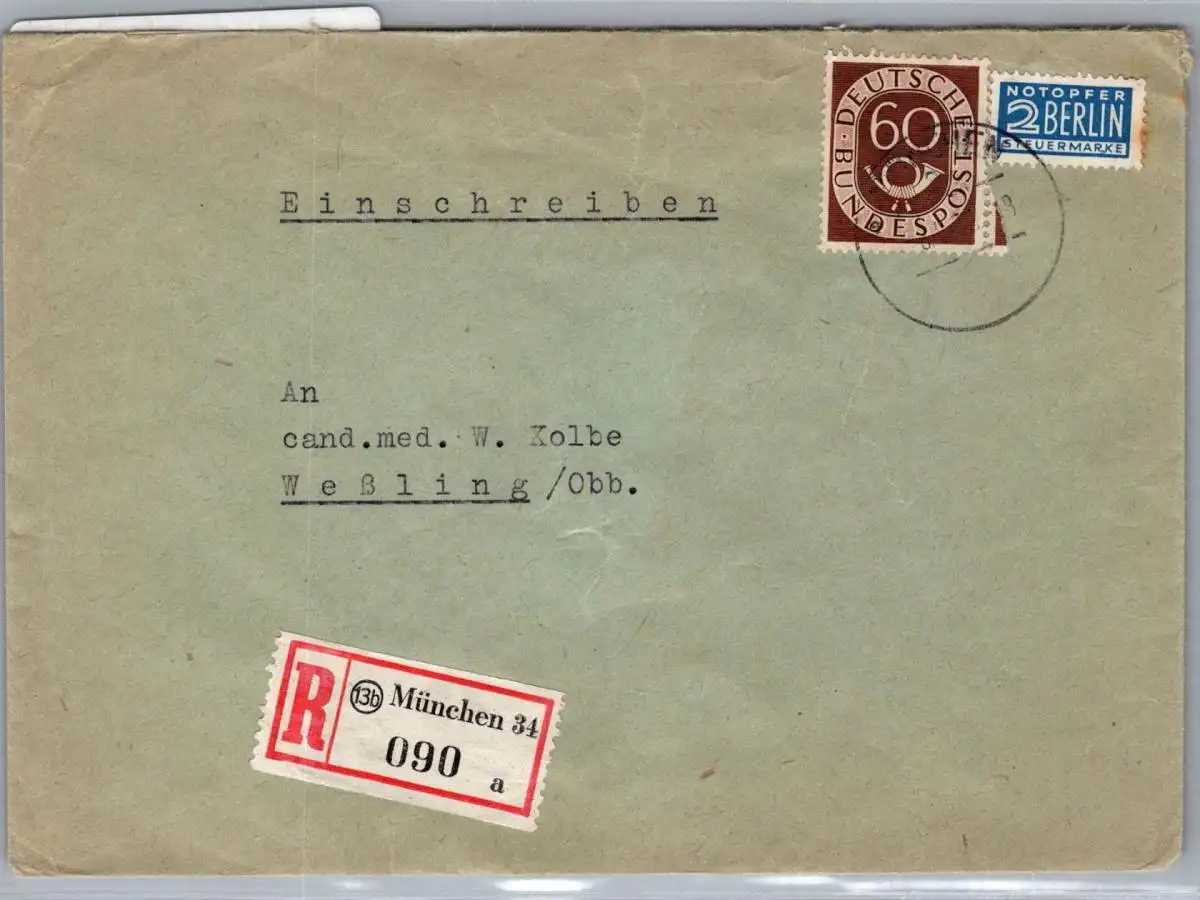 DEUTSCHE
60
BUNDESPOST
NOTOPFER
2 BERLIN
STEUERMARKE
Einschreiben
An
cand.med. W. Kolbe
Weßling /Obb.
R
13b München 34
090
a